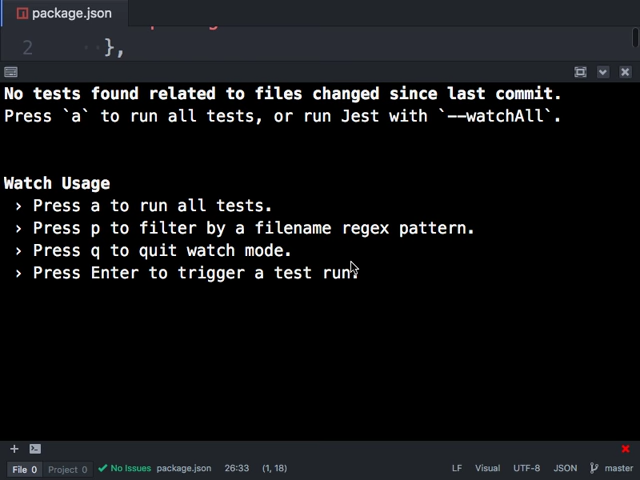 package.json
2 },
No tests found related to files changed since last commit.
Press `a` to run all tests, or run Jest with `--watchAll`.
Watch Usage
› Press a to run all tests.
› Press p to filter by a filename regex pattern.
› Press q to quit watch mode.
› Press Enter to trigger a test run.
File 0 Project 0 No Issues package.json 26:33 (1, 18) LF Visual UTF-8 JSON master